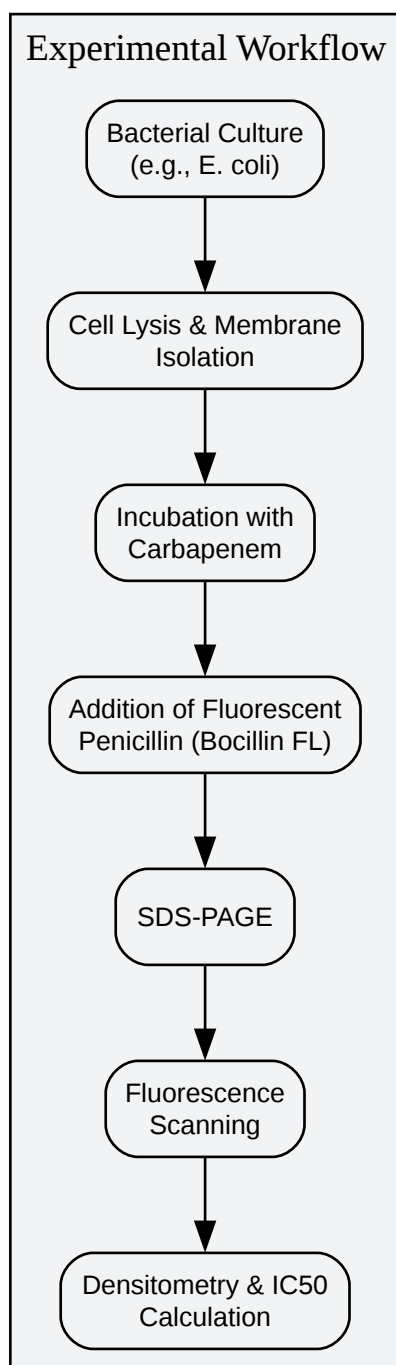 Experimental Workflow
Bacterial Culture
(e.g., E. coli)
Cell Lysis & Membrane
Isolation
Incubation with
Carbapenem
Addition of Fluorescent
Penicillin (Bocillin FL)
SDS-PAGE
Fluorescence
Scanning
Densitometry & IC50
Calculation